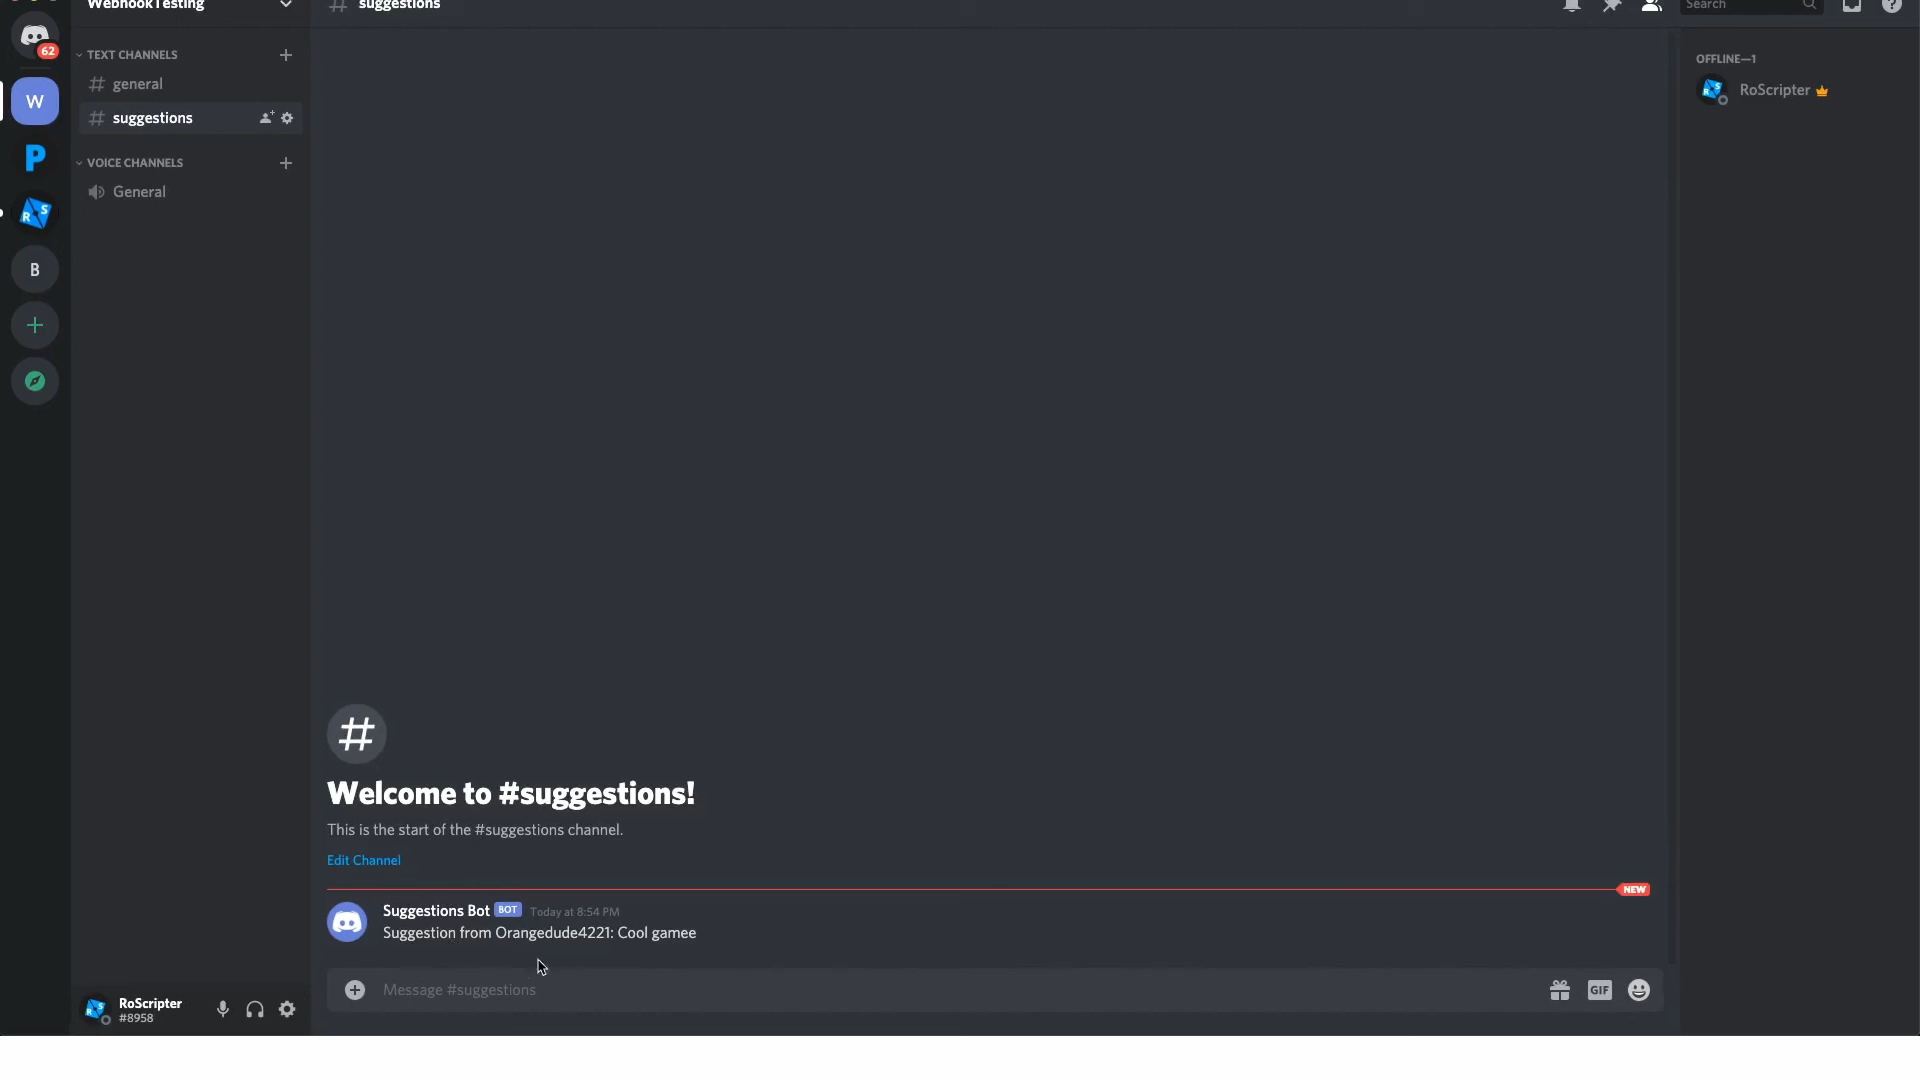 WebhookTesting
# suggestions
Search
62
TEXT CHANNELS
general
suggestions
VOICE CHANNELS
General
W
P
R S
B
OFFLINE—1
RoScripter
#
Welcome to #suggestions!
This is the start of the #suggestions channel.
Edit Channel
NEW
Suggestions Bot BOT Today at 8:54 PM
Suggestion from Orangedude4221: Cool gamee
Message #suggestions
GIF
RoScripter
#8958